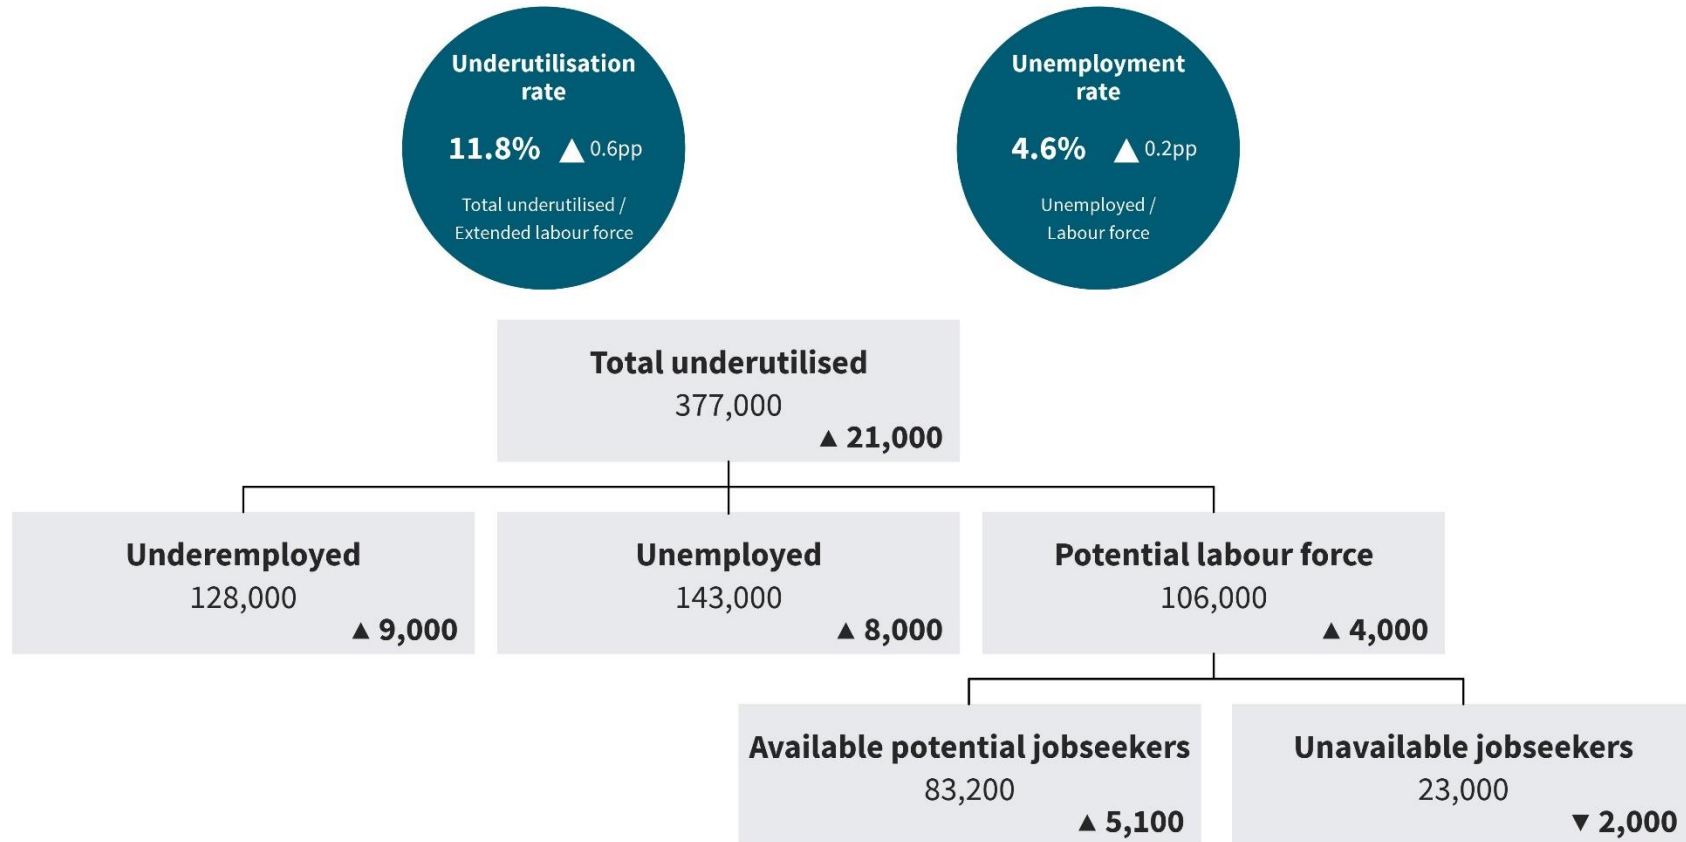 Underutilisation
rate
11.8% ▲ 0.6pp
Total underutilised /
Extended labour force
Unemployment
rate
4.6% ▲ 0.2pp
Unemployed /
Labour force
Total underutilised
377,000
▲ 21,000
Underemployed
128,000
▲ 9,000
Unemployed
143,000
▲ 8,000
Potential labour force
106,000
▲ 4,000
Available potential jobseekers
83,200
▲ 5,100
Unavailable jobseekers
23,000
▼ 2,000